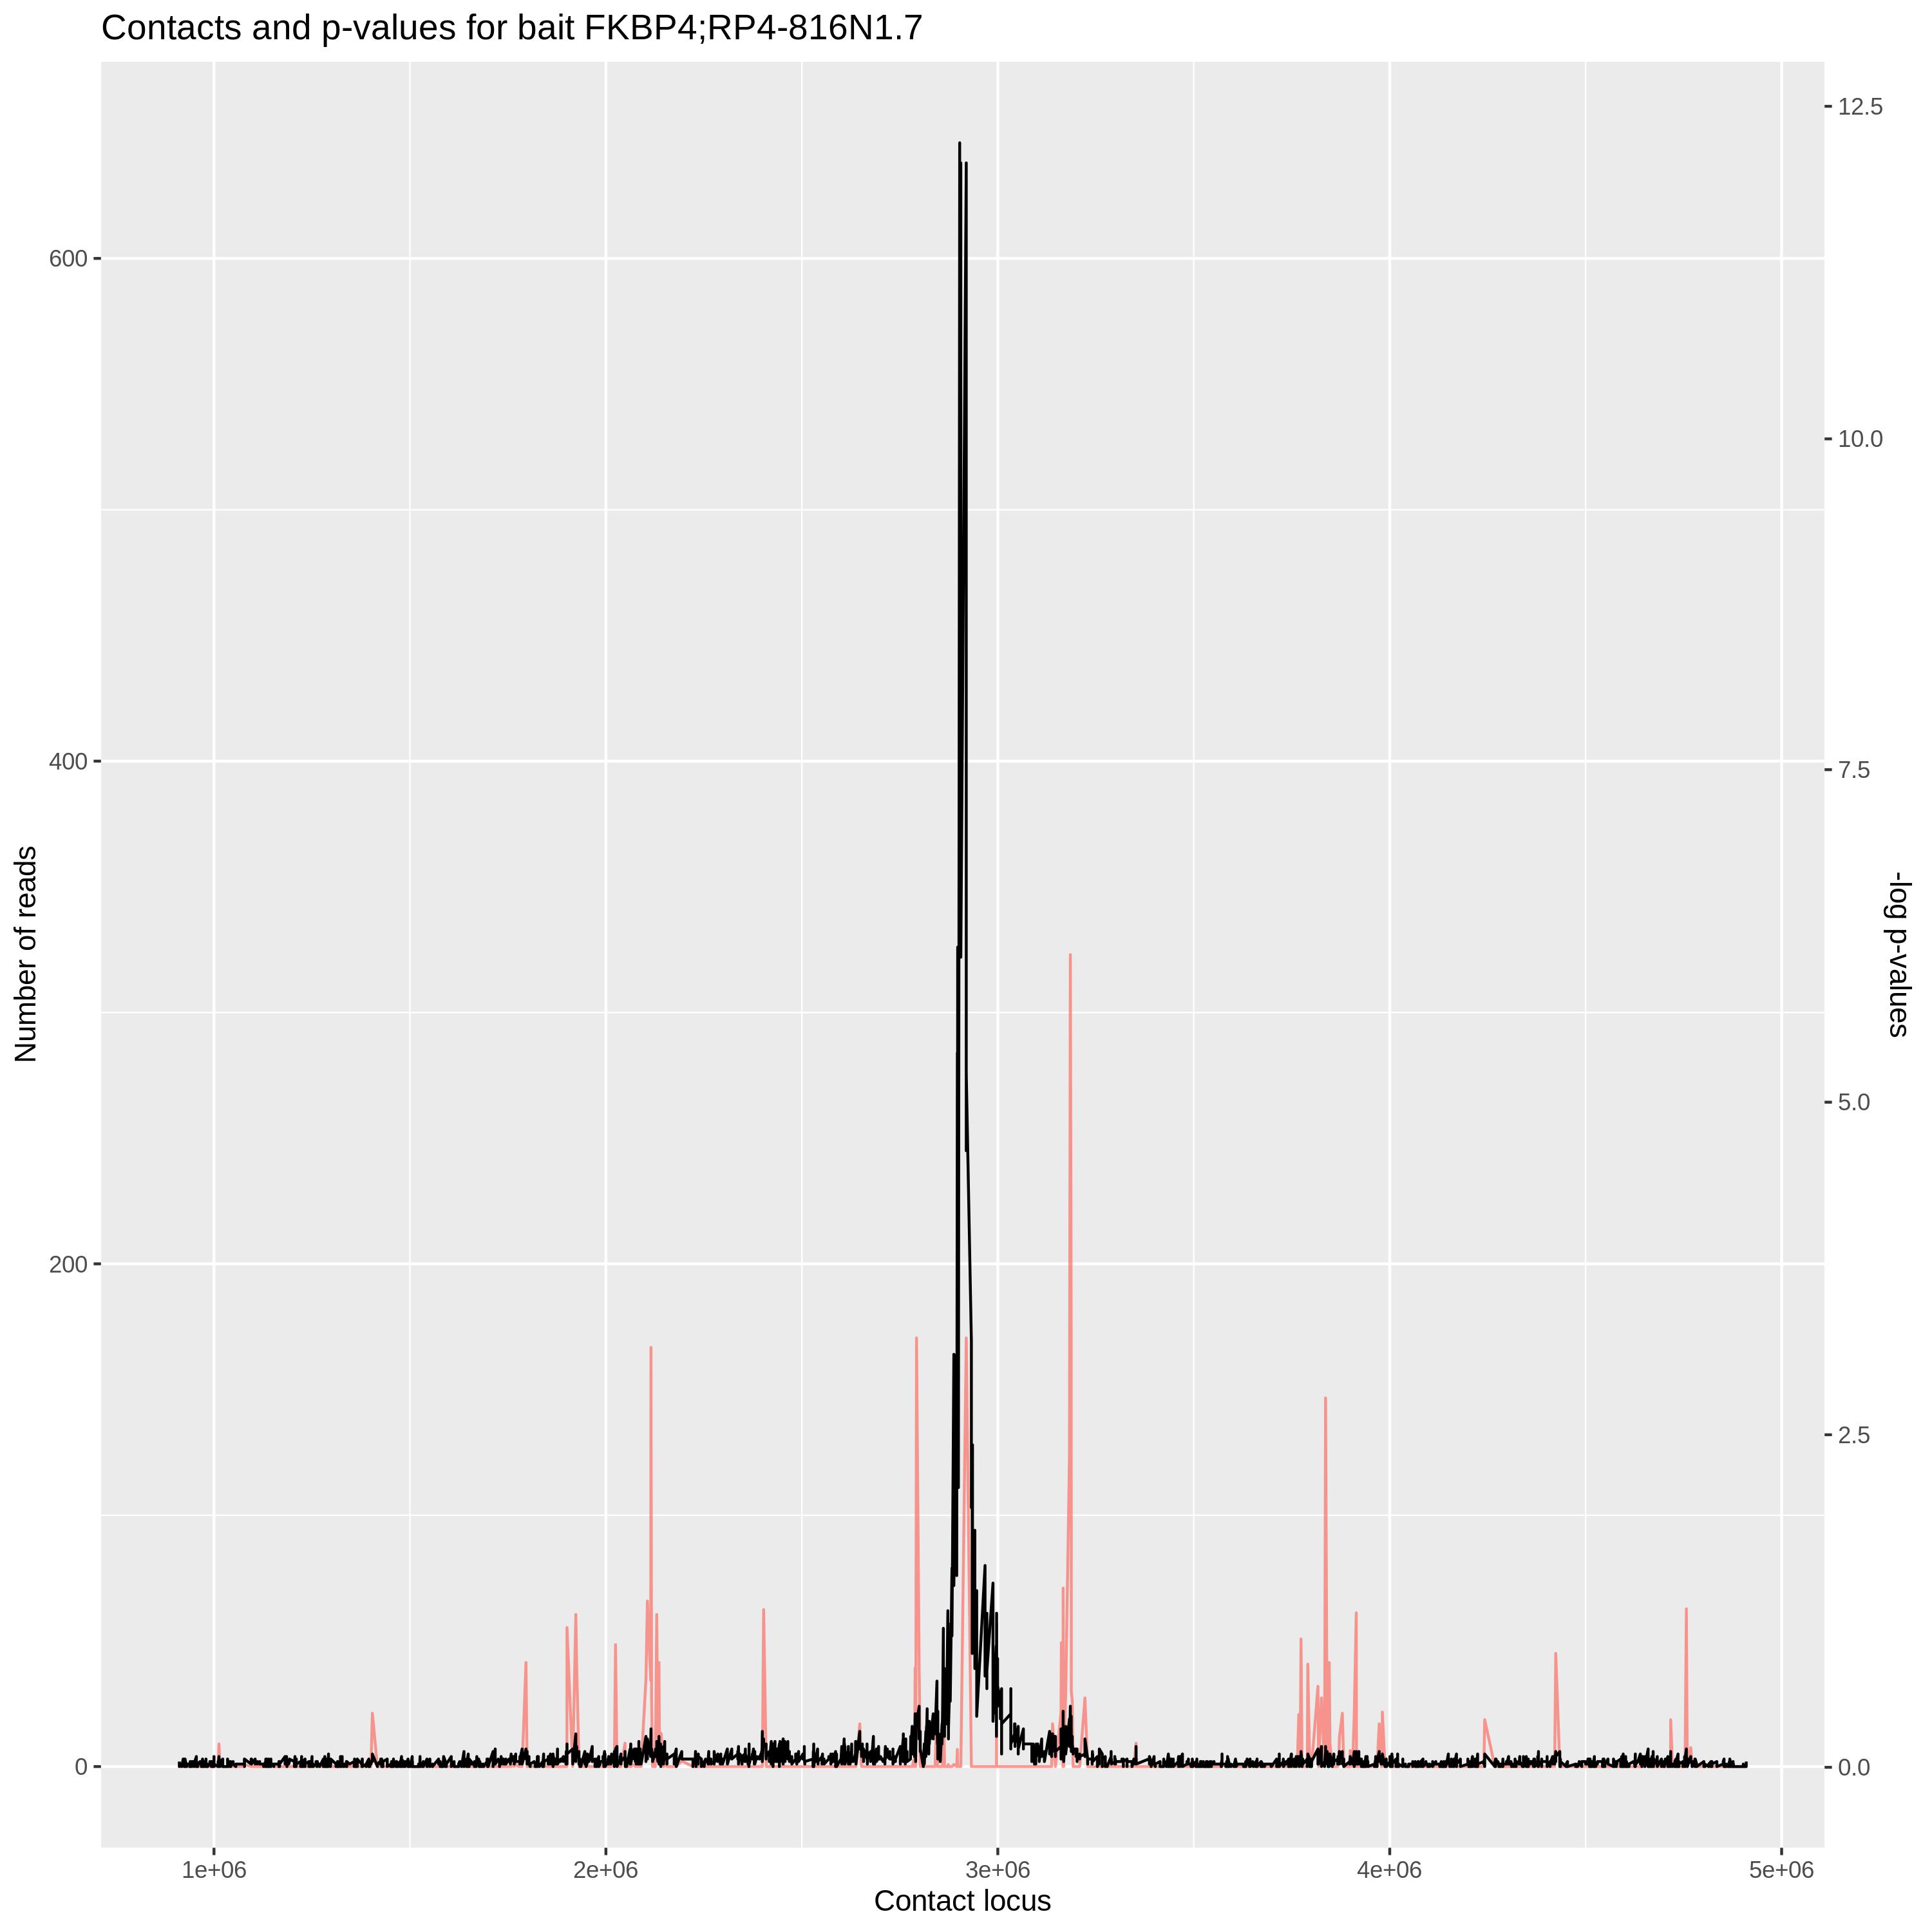 Contacts and p-values for bait FKBP4;RP4-816N1.7
12.5
600
10.0
400
7.5
Number of reads
-log p-values
5.0
200
2.5
0
0.0
1e+06
2e+06
3e+06
4e+06
5e+06
Contact locus